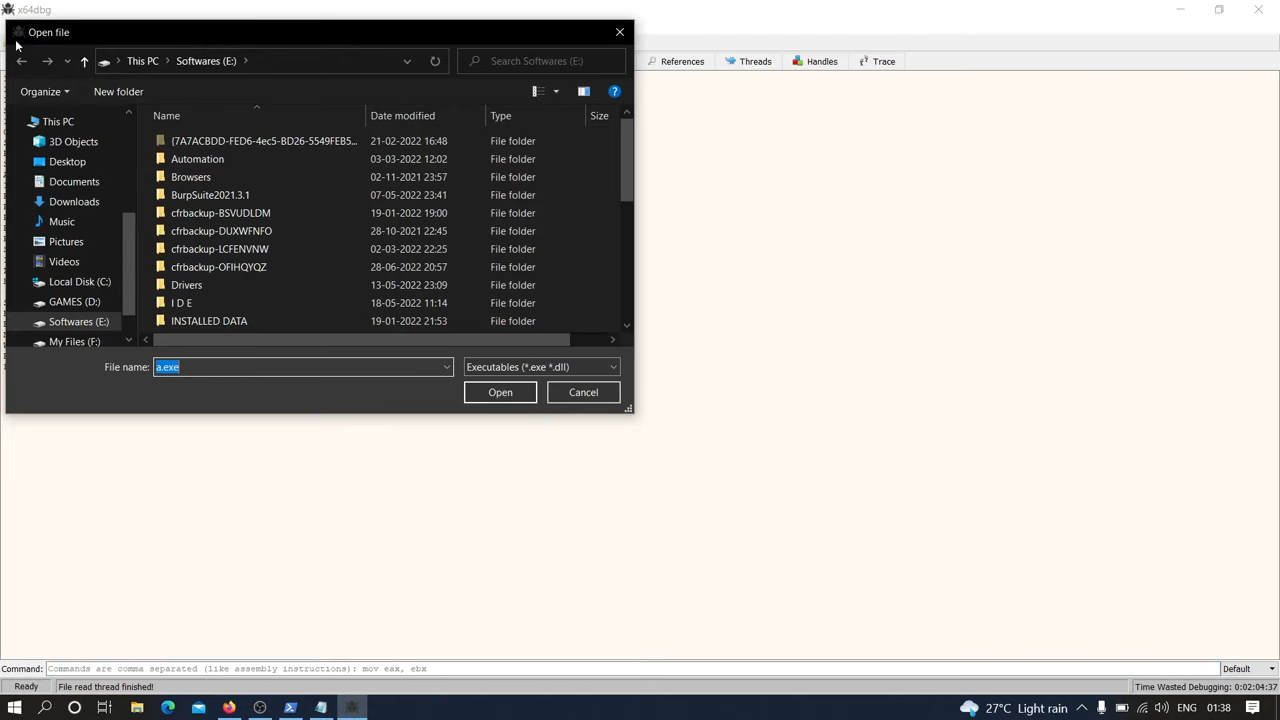 x64dbg
Open file
This PC
Softwares (E:)
Search Softwares (E:)
References
Threads
Handles
Trace
Organize
New folder
Name
Date modified
Type
Size
This PC
3D Objects
Desktop
Documents
Downloads
Music
Pictures
Videos
Local Disk (C:)
GAMES (D:)
Softwares (E:)
My Files (F:)
{7A7ACBDD-FED6-4ec5-BD26-5549FEB5... 21-02-2022 16:48 File folder
Automation 03-03-2022 12:02 File folder
Browsers 02-11-2021 23:57 File folder
BurpSuite2021.3.1 07-05-2022 23:41 File folder
cfrbackup-BSVUDLDM 19-01-2022 19:00 File folder
cfrbackup-DUXWFNFO 28-10-2021 22:45 File folder
cfrbackup-LCFENVNW 02-03-2022 22:25 File folder
cfrbackup-OFIHQYQZ 28-06-2022 20:57 File folder
Drivers 13-05-2022 23:09 File folder
I D E 18-05-2022 11:14 File folder
INSTALLED DATA 19-01-2022 21:53 File folder
File name: a.exe
Executables (*.exe *.dll)
Open
Cancel
Command: Commands are comma separated (like assembly instructions): mov eax, ebx
Default
Ready
File read thread finished!
Time Wasted Debugging: 0:02:04:37
27°C Light rain
ENG
01:38